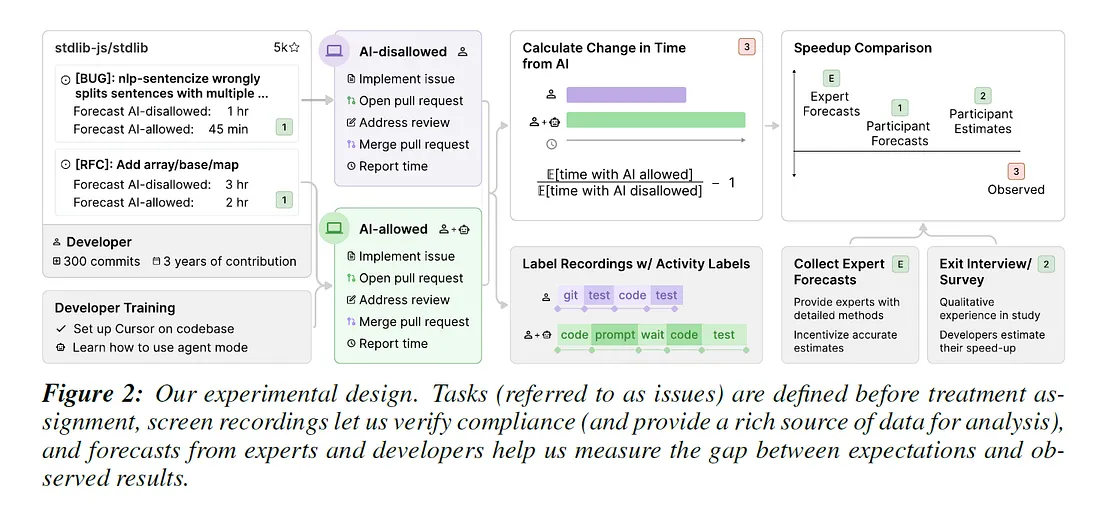 stdlib-js/stdlib 5k☆
[BUG]: nlp-sentencize wrongly
splits sentences with multiple ...
Forecast AI-disallowed: 1 hr
Forecast AI-allowed: 45 min
1
[RFC]: Add array/base/map
Forecast AI-disallowed: 3 hr
Forecast AI-allowed: 2 hr
1
Developer
300 commits 3 years of contribution
Developer Training
✓ Set up Cursor on codebase
Learn how to use agent mode
AI-disallowed
Implement issue
Open pull request
Address review
Merge pull request
Report time
AI-allowed +
Implement issue
Open pull request
Address review
Merge pull request
Report time
Calculate Change in Time 3
from AI
+
𝔼[time with AI allowed]
𝔼[time with AI disallowed]
− 1
Label Recordings w/ Activity Labels
git test code test
+ code prompt wait code test
Speedup Comparison
E
Expert
Forecasts
1
Participant
Forecasts
2
Participant
Estimates
3
Observed
Collect Expert E
Forecasts
Provide experts with
detailed methods
Incentivize accurate
estimates
Exit Interview/ 2
Survey
Qualitative
experience in study
Developers estimate
their speed-up
Figure 2: Our experimental design. Tasks (referred to as issues) are defined before treatment as-
signment, screen recordings let us verify compliance (and provide a rich source of data for analysis),
and forecasts from experts and developers help us measure the gap between expectations and ob-
served results.